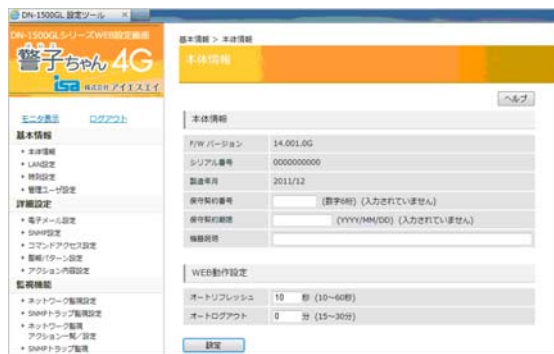 DN-1500GL 設定ツール
DN-1500GLシリーズWEB設定画面
警子ちゃん 4G
isa 株式会社 アイエスエイ
モニタ表示 ログアウト
基本情報
本体情報
LAN設定
時刻設定
管理ユーザ設定
詳細設定
電子メール設定
SNMP設定
コマンドアクセス設定
鳴動パターン設定
アクション内容設定
監視機能
ネットワーク監視設定
SNMPトラップ監視設定
ネットワーク監視
アクション一覧/設定
SNMPトラップ監視
基本情報 > 本体情報
本体情報
ヘルプ
本体情報
F/W バージョン 14.001.0G
シリアル番号 0000000000
製造年月 2011/12
保守契約番号 (数字6桁) (入力されていません)
保守契約期限 (YYYY/MM/DD) (入力されていません)
機器説明
WEB動作設定
オートリフレッシュ 10 秒 (10~60秒)
オートログアウト 0 分 (15~30分)
設定